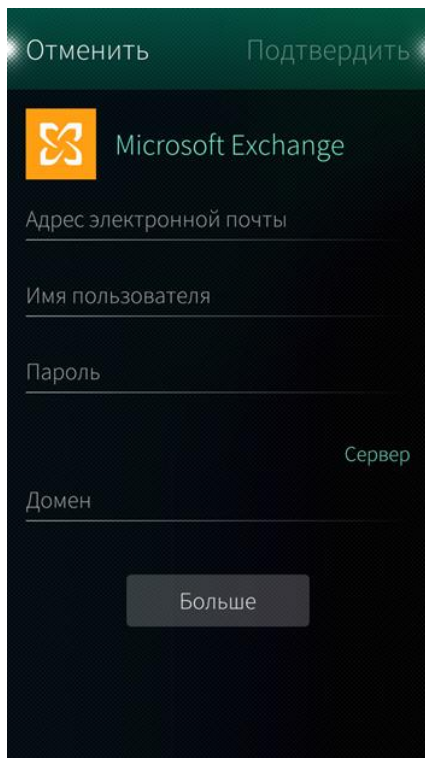 Отменить Подтвердить
Microsoft Exchange
Адрес электронной почты
Имя пользователя
Пароль
Сервер
Домен
Больше